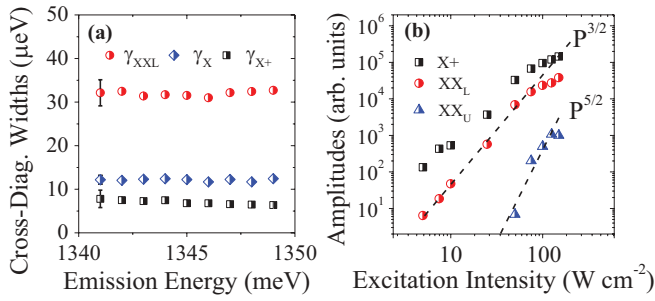 (a) γXXL γX γX+
Cross-Diag. Widths (μeV)
50
40
30
20
10
0
1340 1345 1350
Emission Energy (meV)
(b) P^3/2
X+
XX_L
XX_U
P^5/2
Amplitudes (arb. units)
10^6
10^5
10^4
10^3
10^2
10^1
10 100
Excitation Intensity (W cm^-2)